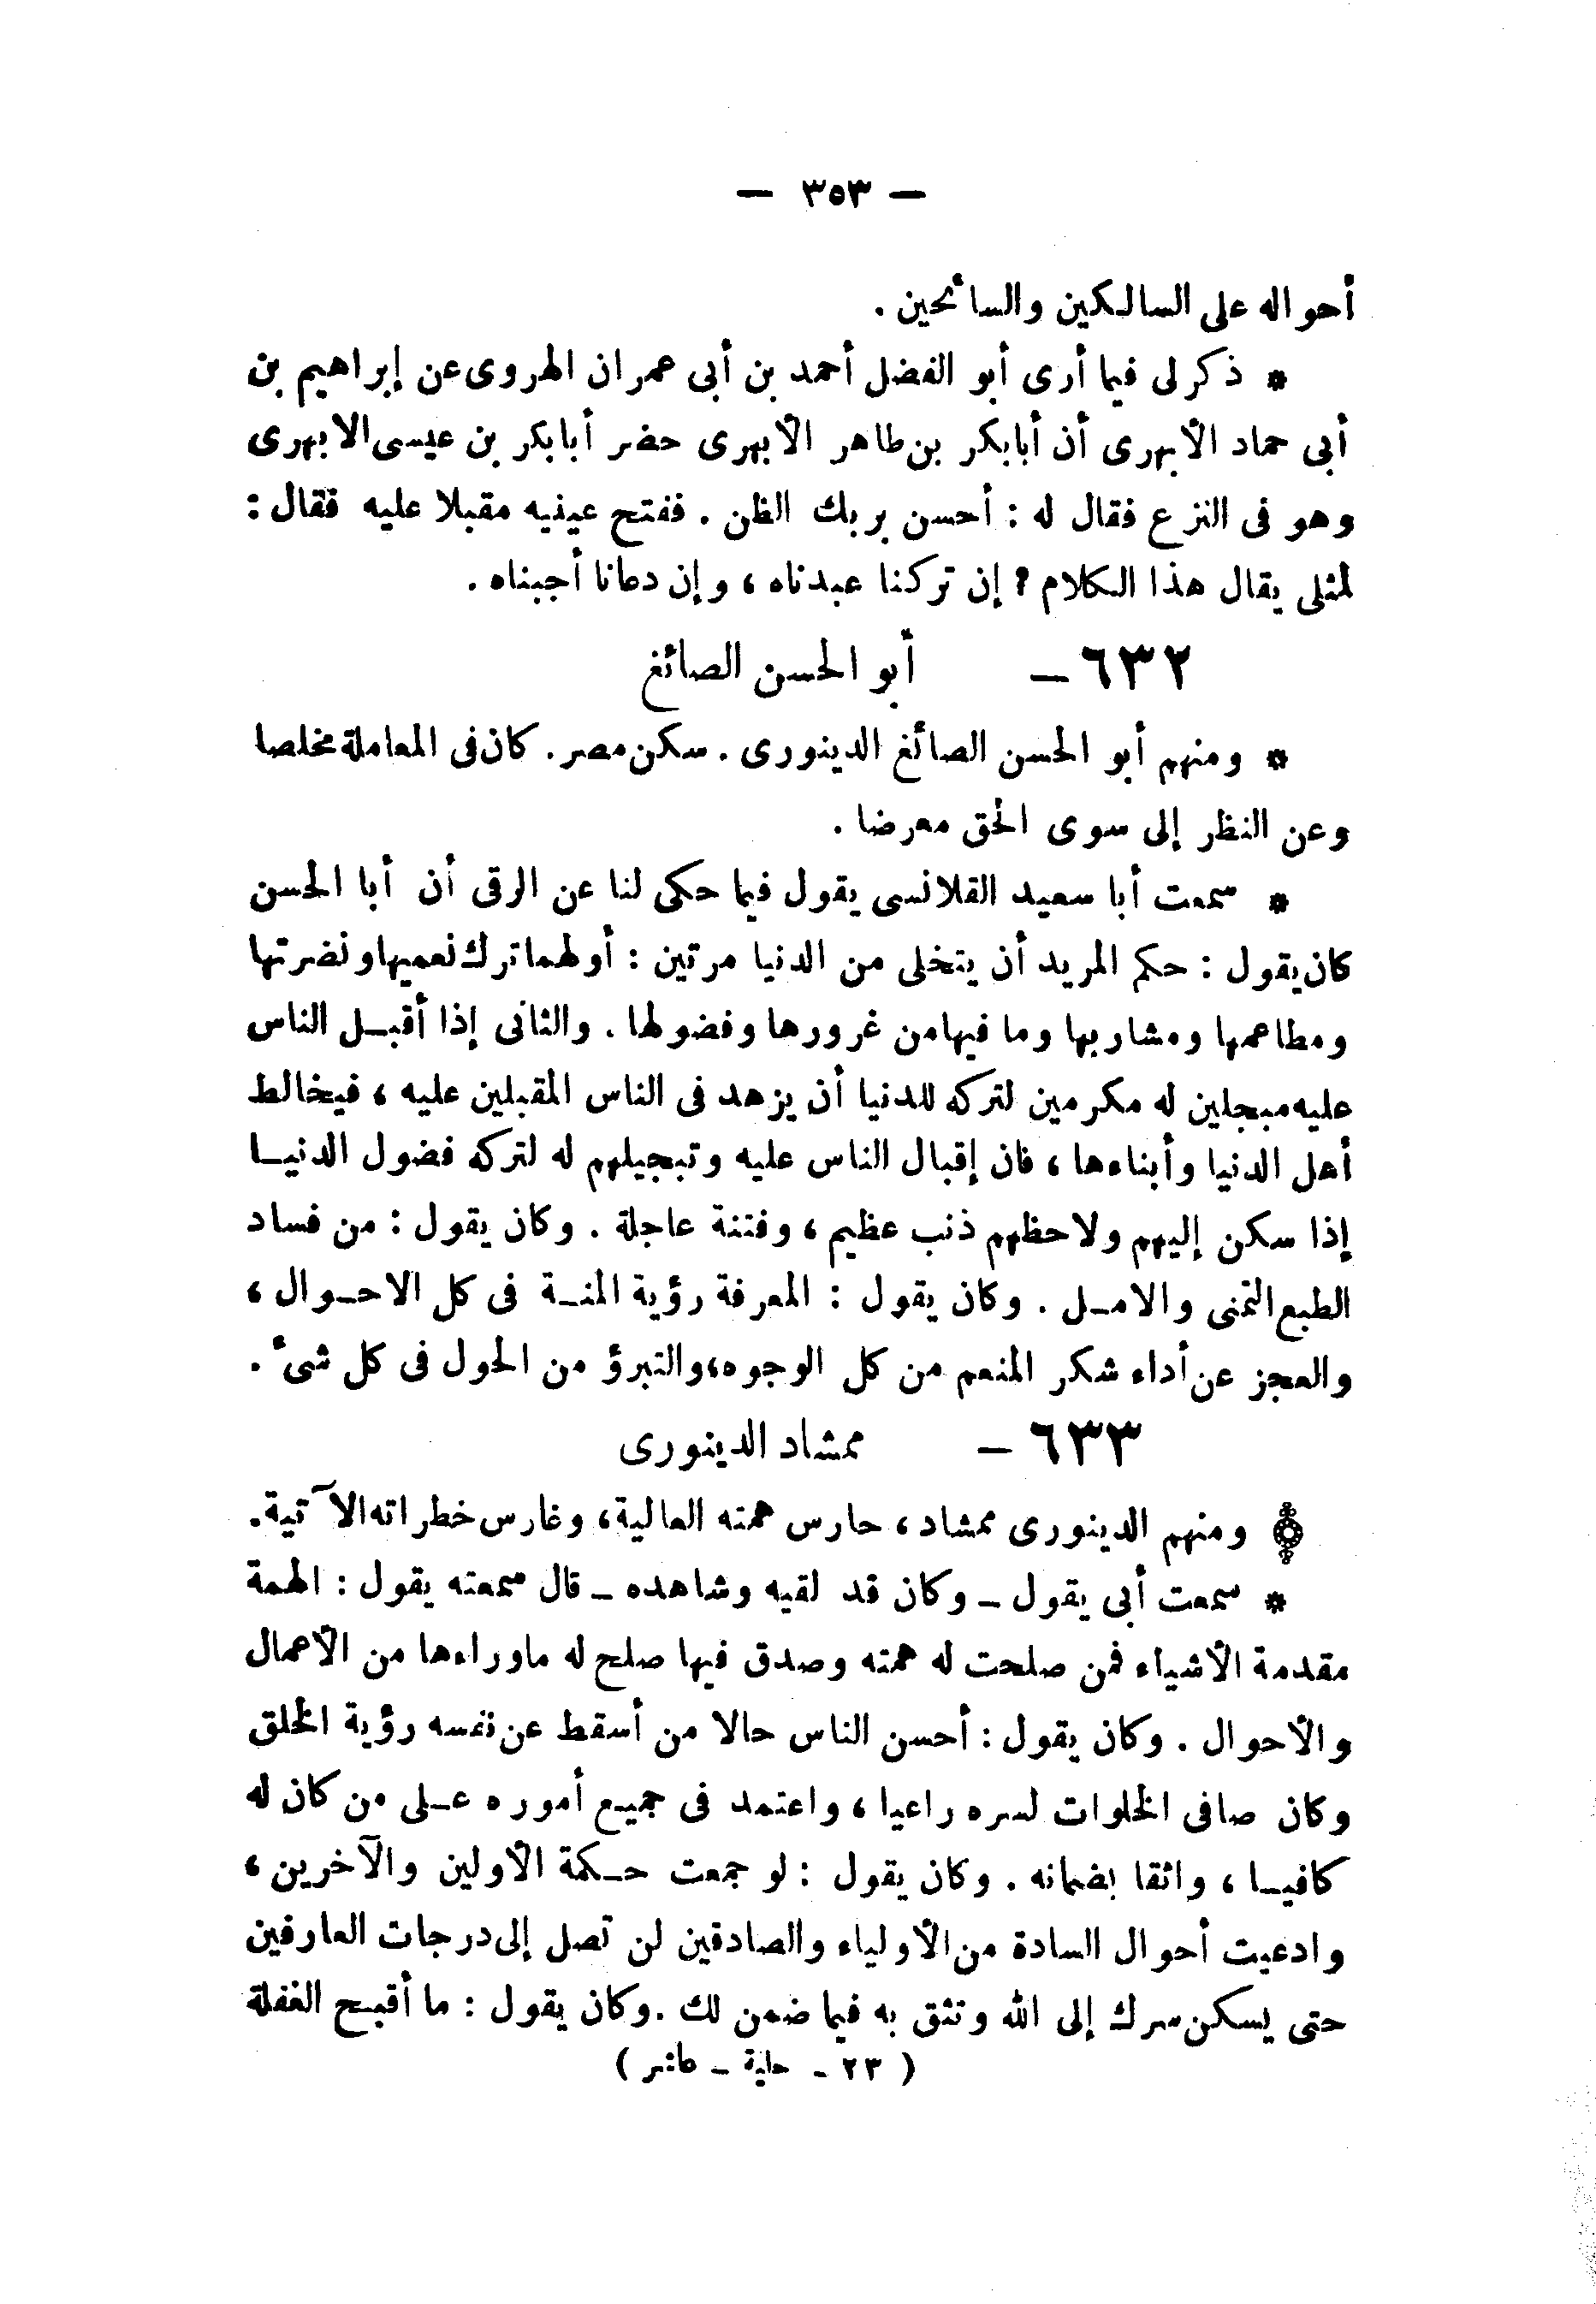 — ٣٥٣ —
أحواله على السالكين والسائحين .
* ذكر لى فيما أرى أبو الفضل أحمد بن أبى عمران الهروى عن إبراهيم بن
أبى حماد الأبهرى أن أبا بكر بن طاهر الأبهرى حضر أبا بكر بن عيسى الابهرى
وهو فى النزع فقال له : أحسن بربك الظن . ففتح عينيه مقبلا عليه فقال :
لمثلى يقال هذا الكلام ? إن تركنا عبدناه ، وإن دعانا أجبناه .
٦٣٢ – أبو الحسن الصائغ
* ومنهم أبو الحسن الصائغ الدينورى . سكن مصر . كان فى المعاملة مخلصا
وعن النظر إلى سوى الحق معرضا .
* سمعت أبا سعيد القلانسى يقول فيما حكى لنا عن الرقى أن أبا الحسن
كان يقول : حكم المريد أن يتخلى من الدنيا مرتين : أولهما ترك نعميها ونضرتها
ومطاعمها ومشاربها وما فيها من غرورها وفضولها . والثانى إذا أقبل الناس
عليه مبجلين له مكرمين لتركه للدنيا أن يزهد فى الناس المقبلين عليه ، فيخالط
أهل الدنيا وأبناءها ، فان إقبال الناس عليه وتبجيلهم له لتركه فضول الدنيا
إذا سكن إليهم ولاحظهم ذنب عظيم ، وفتنة عاجلة . وكان يقول : من فساد
الطبع التمنى والامل . وكان يقول : المعرفة رؤية المنة فى كل الاحوال ،
والعجز عن أداء شكر المنعم من كل الوجوه ، والتبرؤ من الحول فى كل شئ .
٦٣٣ – ممشاد الدينورى
ومنهم الدينورى ممشاد ، حارس همته العالية ، وغارس خطراته الآتية .
* سمعت أبى يقول – وكان قد لقيه وشاهده – قال سمعته يقول : الهمة
مقدمة الأشياء فمن صلحت له همته وصدق فيها صلح له ماوراءها من الأعمال
والأحوال . وكان يقول : أحسن الناس حالا من أسقط عن نفسه رؤية الخلق
وكان صافى الخلوات لسره راعيا ، واعتمد فى جميع أموره على من كان له
كافيا ، واثقا بضمانه . وكان يقول : لو جمعت حكمة الأولين والآخرين ،
وادعيت أحوال السادة من الأولياء والصادقين لن تصل إلى درجات العارفين
حتى يسكن سرك إلى الله وتثق به فيما ضمن لك . وكان يقول : ما أقبح الغفلة
( ٢٣ - حلية – عاشر )